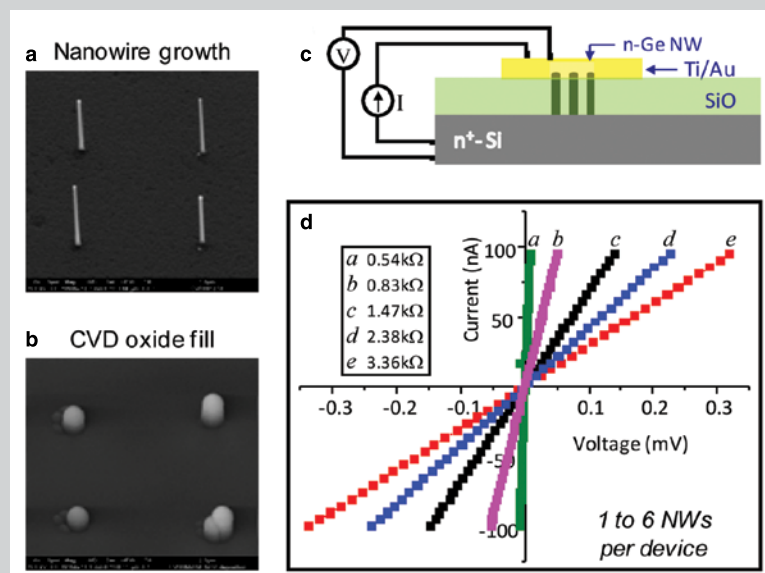 a Nanowire growth
b CVD oxide fill
c
V
I
n-Ge NW
Ti/Au
SiO
n⁺-Si
d
a 0.54kΩ
b 0.83kΩ
c 1.47kΩ
d 2.38kΩ
e 3.36kΩ
a b c d e
Current (nA)
100
50
-50
-100
-0.3 -0.2 -0.1 0.1 0.2 0.3
Voltage (mV)
1 to 6 NWs
per device